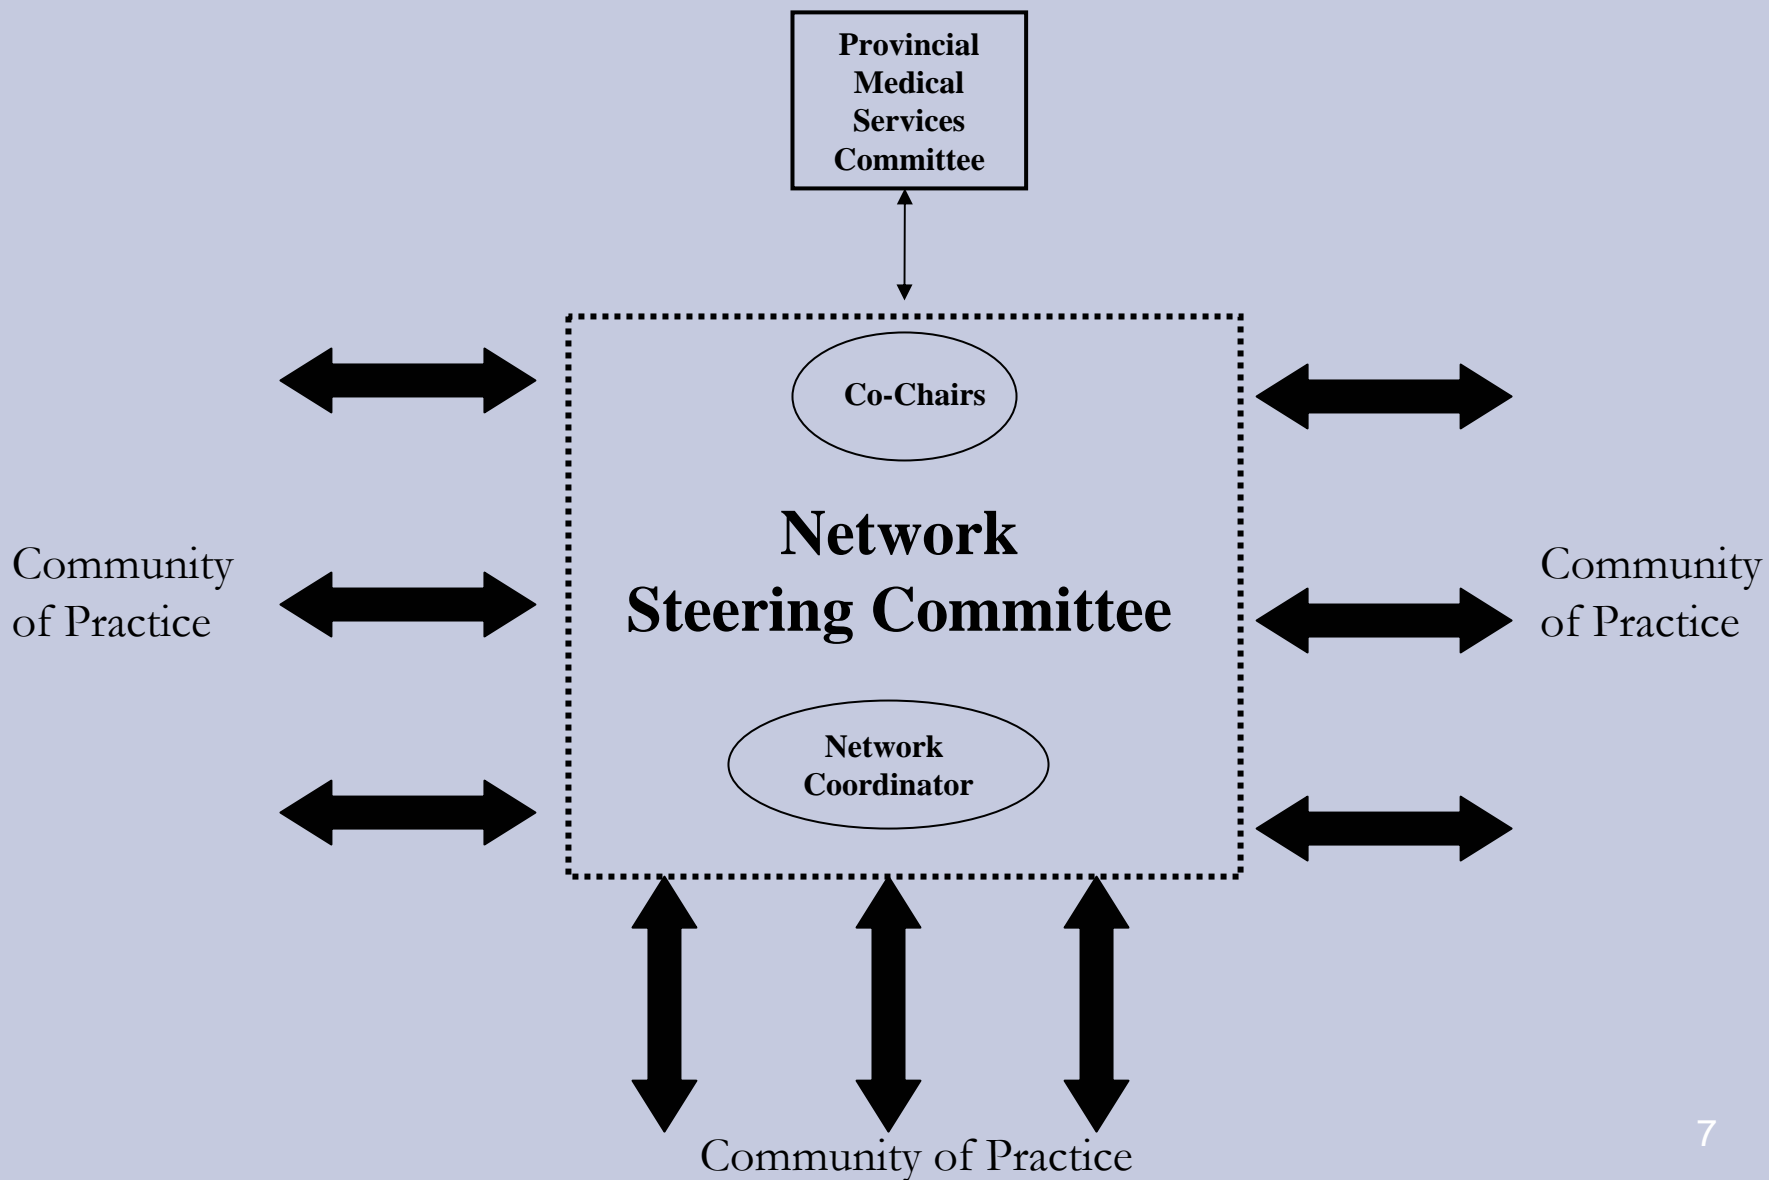 Provincial
Medical
Services
Committee
Co-Chairs
Network
Steering Committee
Community
of Practice
Community
of Practice
Network
Coordinator
Community of Practice
7